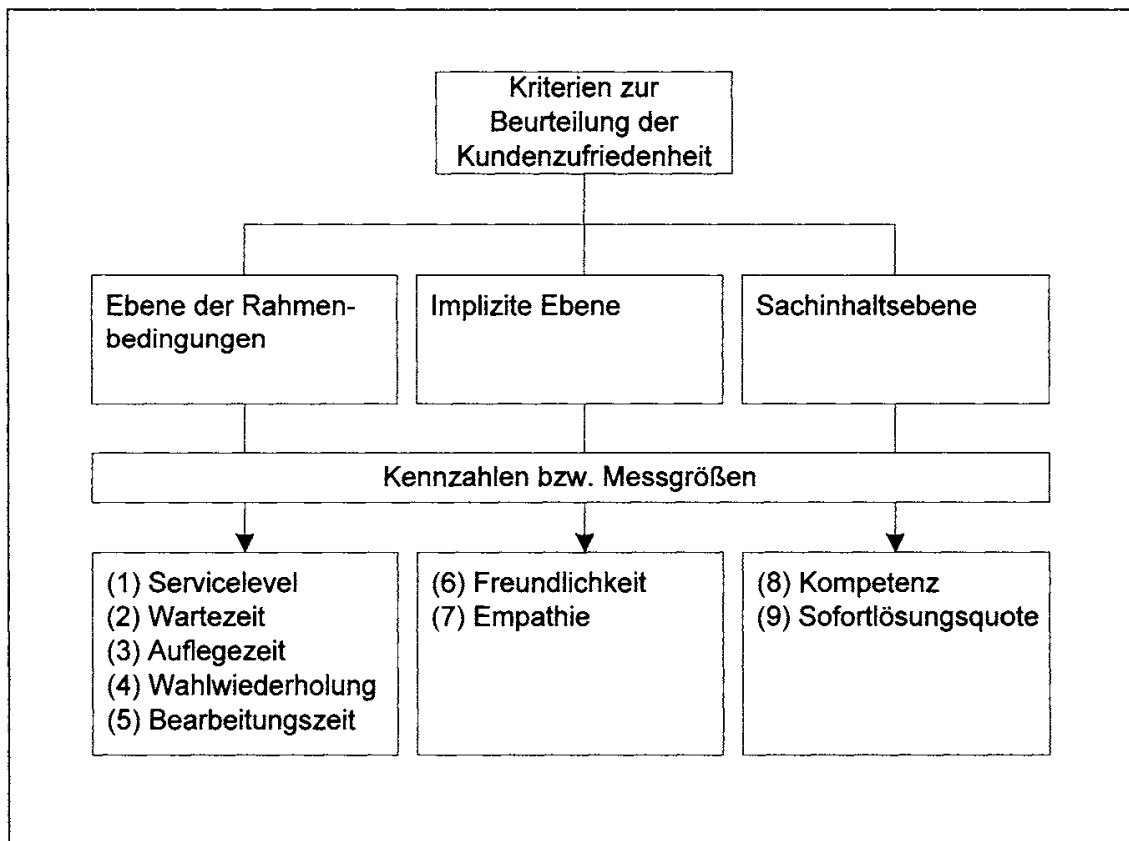 Kriterien zur
Beurteilung der
Kundenzufriedenheit
Ebene der Rahmen-
bedingungen
Implizite Ebene
Sachinhaltsebene
Kennzahlen bzw. Messgrößen
(1) Servicelevel
(2) Wartezeit
(3) Auflegezeit
(4) Wahlwiederholung
(5) Bearbeitungszeit
(6) Freundlichkeit
(7) Empathie
(8) Kompetenz
(9) Sofortlösungsquote